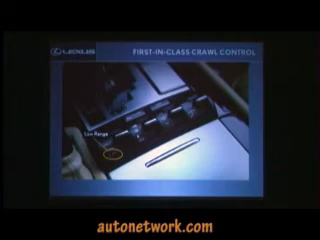 LEXUS
FIRST-IN-CLASS CRAWL CONTROL
Low Range
autonetwork.com